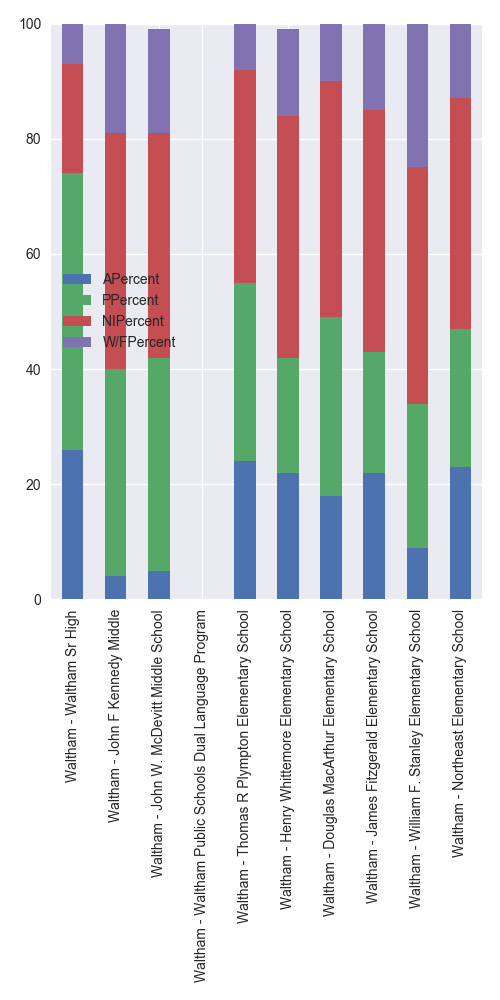 100
80
60
40
20
0
APercent
PPercent
NIPercent
W/FPercent
Waltham - Waltham Sr High
Waltham - John F Kennedy Middle
Waltham - John W. McDevitt Middle School
Waltham - Waltham Public Schools Dual Language Program
Waltham - Thomas R Plympton Elementary School
Waltham - Henry Whittemore Elementary School
Waltham - Douglas MacArthur Elementary School
Waltham - James Fitzgerald Elementary School
Waltham - William F. Stanley Elementary School
Waltham - Northeast Elementary School